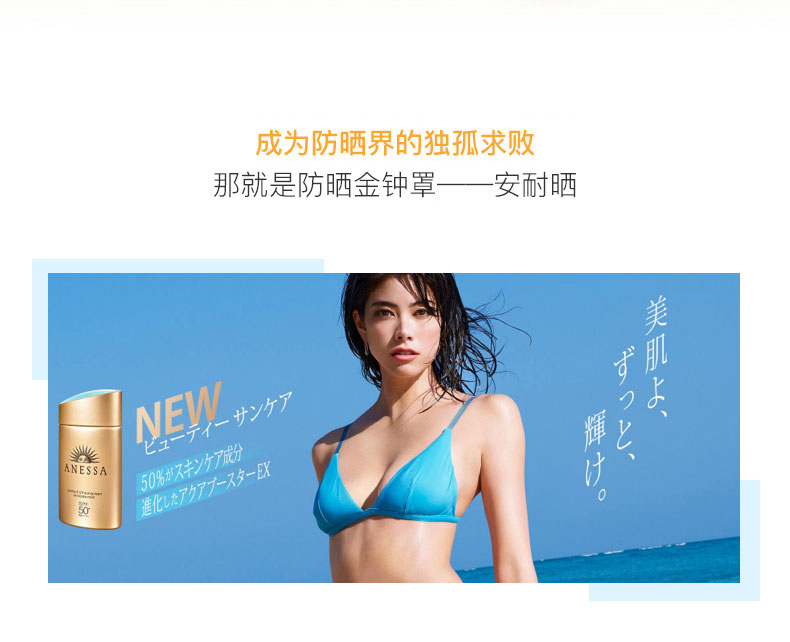 成为防晒界的独孤求败
那就是防晒金钟罩——安耐晒
NEW
ビューティー サンケア
50%がスキンケア成分
進化したアクアブースターEX
美肌よ、
ずっと、
輝け。
ANESSA
50+